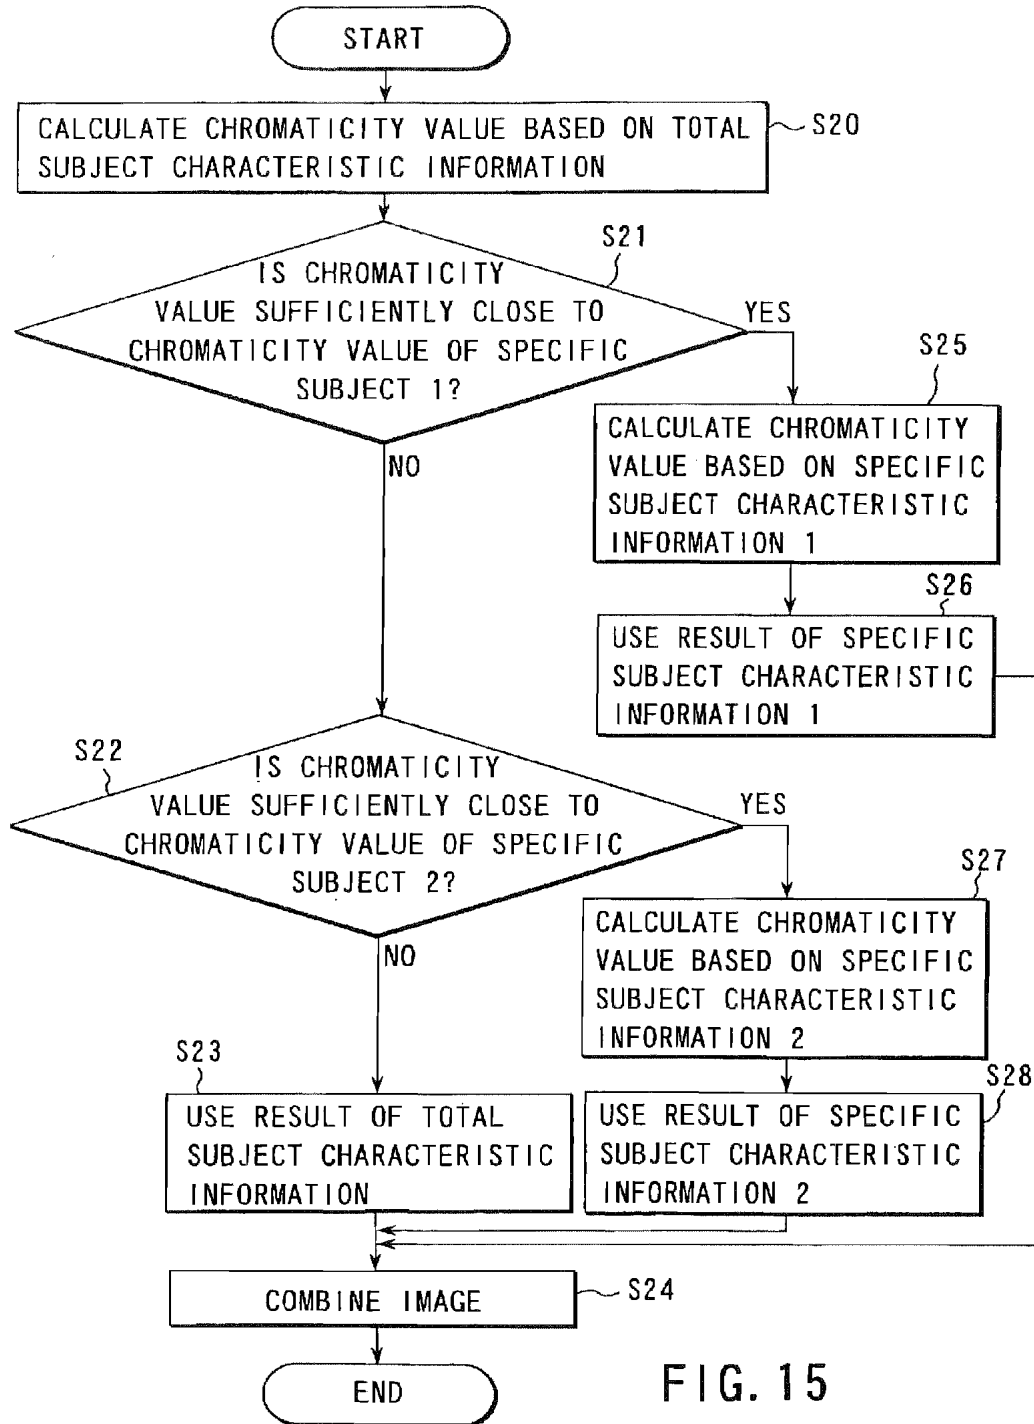 START
CALCULATE CHROMATICITY VALUE BASED ON TOTAL
SUBJECT CHARACTERISTIC INFORMATION
S20
S21
IS CHROMATICITY
VALUE SUFFICIENTLY CLOSE TO
CHROMATICITY VALUE OF SPECIFIC
SUBJECT 1?
YES
NO
S25
CALCULATE CHROMATICITY
VALUE BASED ON SPECIFIC
SUBJECT CHARACTERISTIC
INFORMATION 1
S26
USE RESULT OF SPECIFIC
SUBJECT CHARACTERISTIC
INFORMATION 1
S22
IS CHROMATICITY
VALUE SUFFICIENTLY CLOSE TO
CHROMATICITY VALUE OF SPECIFIC
SUBJECT 2?
YES
NO
S27
CALCULATE CHROMATICITY
VALUE BASED ON SPECIFIC
SUBJECT CHARACTERISTIC
INFORMATION 2
S23
USE RESULT OF TOTAL
SUBJECT CHARACTERISTIC
INFORMATION
S28
USE RESULT OF SPECIFIC
SUBJECT CHARACTERISTIC
INFORMATION 2
COMBINE IMAGE
S24
END
FIG. 15